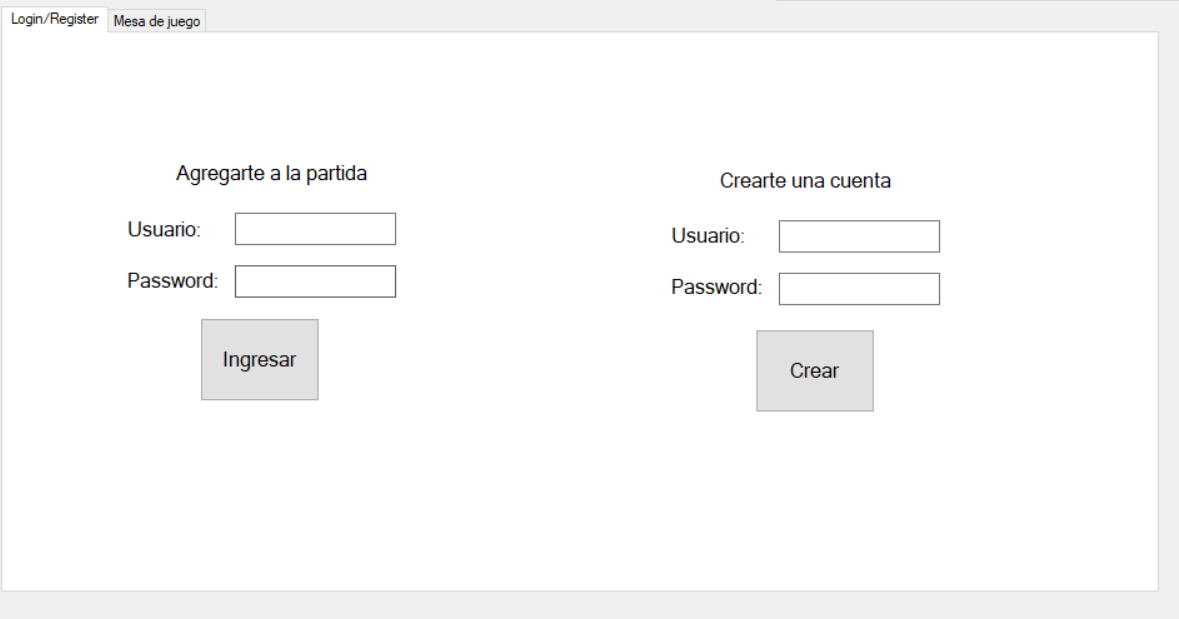 Login/Register
Mesa de juego
Agregarte a la partida
Usuario:
Password:
Ingresar
Crearte una cuenta
Usuario:
Password:
Crear